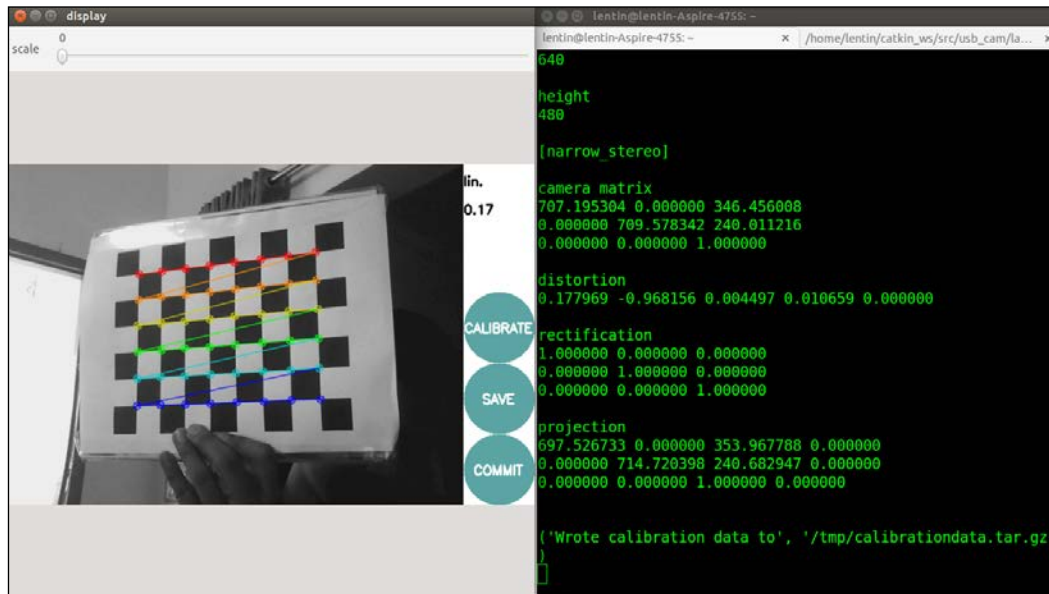 display
scale
0
lin.
0.17
CALIBRATE
SAVE
COMMIT
lentin@lentin-Aspire-4755: ~
lentin@lentin-Aspire-4755: ~ × /home/lentin/catkin_ws/src/usb_cam/la... ×
640
height
480
[narrow_stereo]
camera matrix
707.195304 0.000000 346.456008
0.000000 709.578342 240.011216
0.000000 0.000000 1.000000
distortion
0.177969 -0.968156 0.004497 0.010659 0.000000
rectification
1.000000 0.000000 0.000000
0.000000 1.000000 0.000000
0.000000 0.000000 1.000000
projection
697.526733 0.000000 353.967788 0.000000
0.000000 714.720398 240.682947 0.000000
0.000000 0.000000 1.000000 0.000000
('Wrote calibration data to', '/tmp/calibrationdata.tar.gz
)